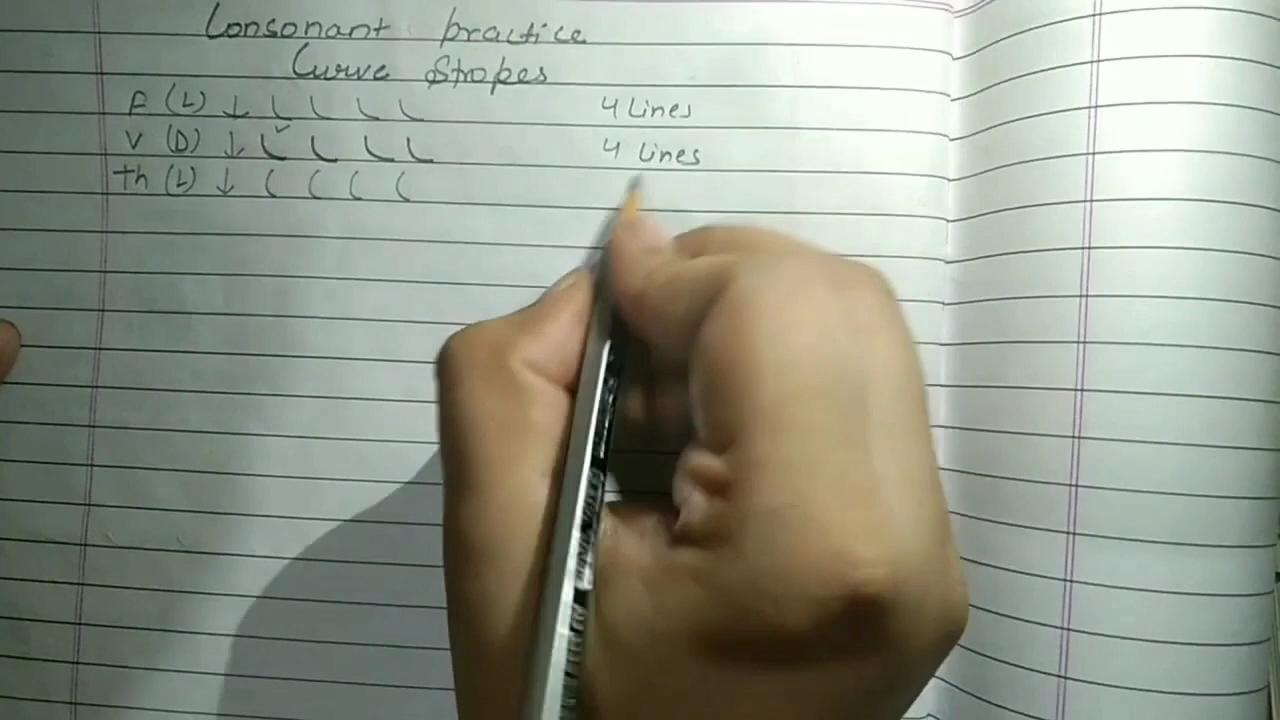 Consonant practice
Curve Strokes
F (L) ↓ 4 Lines
V (D) ↓ 4 Lines
Th (L) ↓